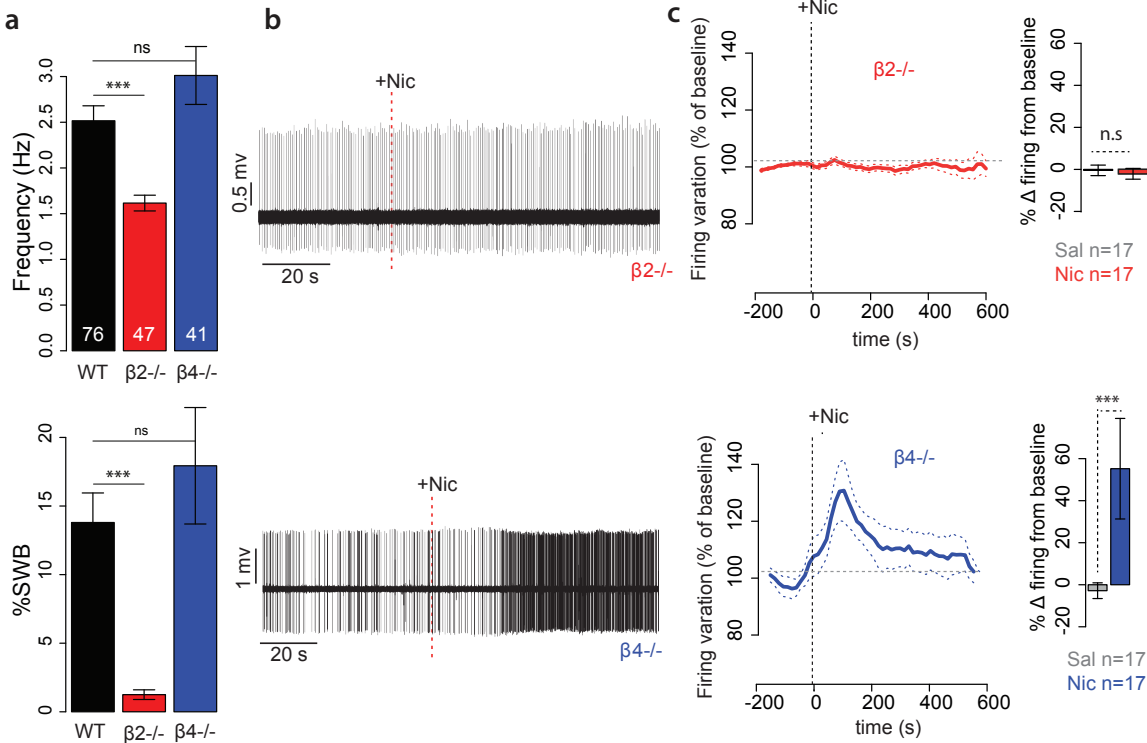 a
ns
***
Frequency (Hz)
3.0
2.5
2.0
1.5
1.0
0.5
0.0
76
47
41
WT
β2-/-
β4-/-
ns
***
%SWB
20
15
10
5
0
WT
β2-/-
β4-/-
b
+Nic
0.5 mv
20 s
β2-/-
+Nic
1 mv
20 s
β4-/-
c
+Nic
β2-/-
Firing varation (% of baseline)
140
120
100
80
-200
0
200
400
600
time (s)
% Δ firing from baseline
60
40
20
0
-20
n.s
Sal n=17
Nic n=17
+Nic
β4-/-
Firing varation (% of baseline)
140
120
100
80
-200
0
200
400
600
time (s)
***
% Δ firing from baseline
60
40
20
0
-20
Sal n=17
Nic n=17